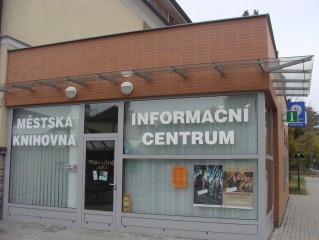 MĚSTSKÁ
KNIHOVNA
INFORMAČNÍ
CENTRUM
i